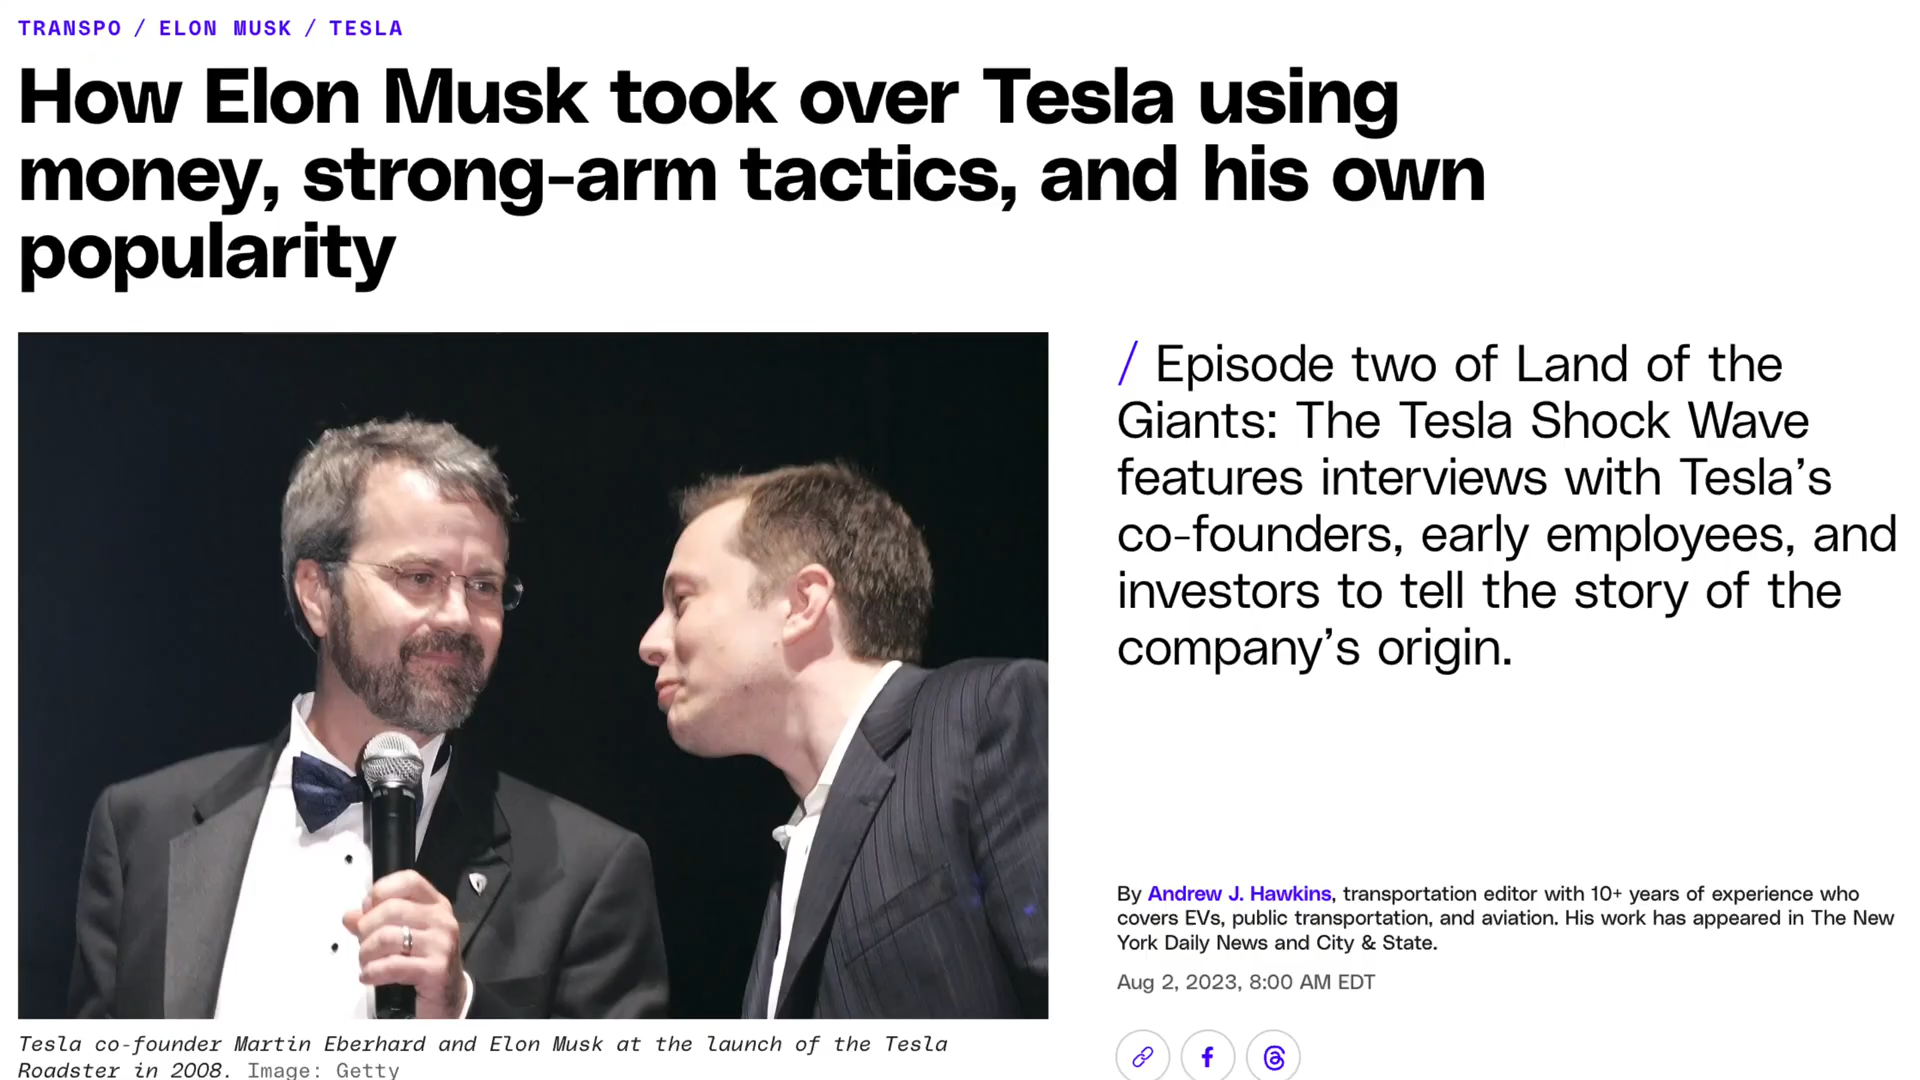 TRANSPO / ELON MUSK / TESLA
How Elon Musk took over Tesla using
money, strong-arm tactics, and his own
popularity
/ Episode two of Land of the
Giants: The Tesla Shock Wave
features interviews with Tesla’s
co-founders, early employees, and
investors to tell the story of the
company’s origin.
By Andrew J. Hawkins, transportation editor with 10+ years of experience who
covers EVs, public transportation, and aviation. His work has appeared in The New
York Daily News and City & State.
Aug 2, 2023, 8:00 AM EDT
Tesla co-founder Martin Eberhard and Elon Musk at the launch of the Tesla
Roadster in 2008. Image: Getty